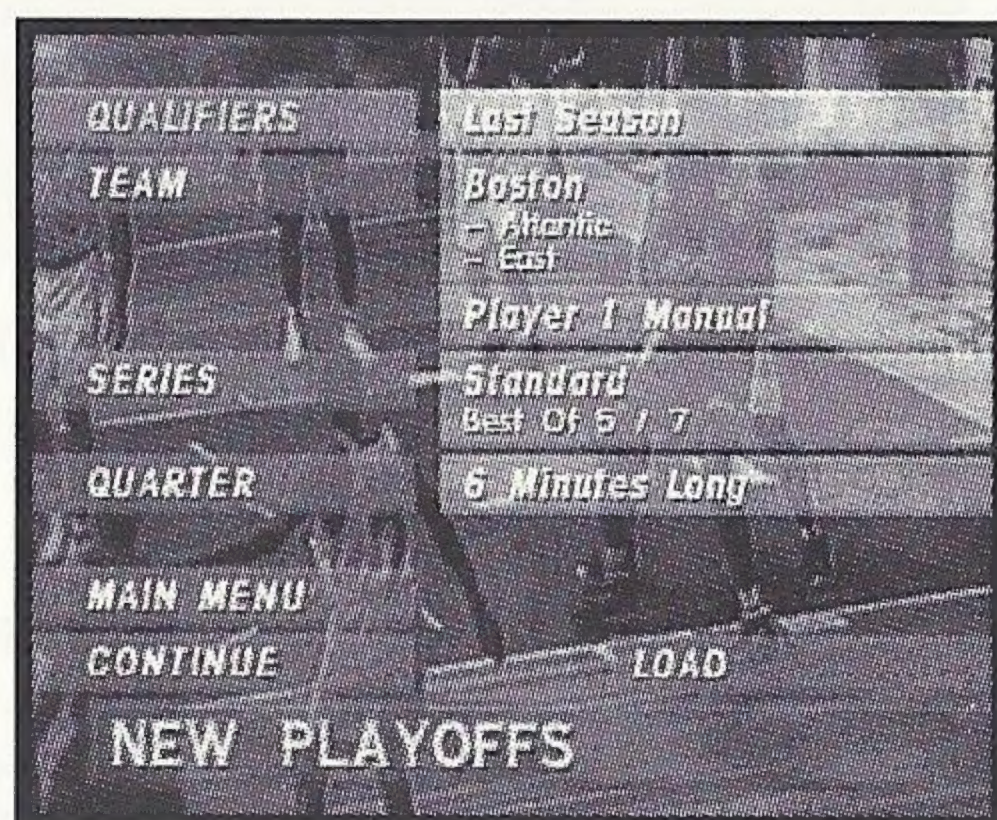 QUALIFIERS Last Season
TEAM Boston
- Atlantic
- East
Player 1 Manual
SERIES Standard
Best Of 5 / 7
QUARTER 6 Minutes Long
MAIN MENU
CONTINUE LOAD
NEW PLAYOFFS